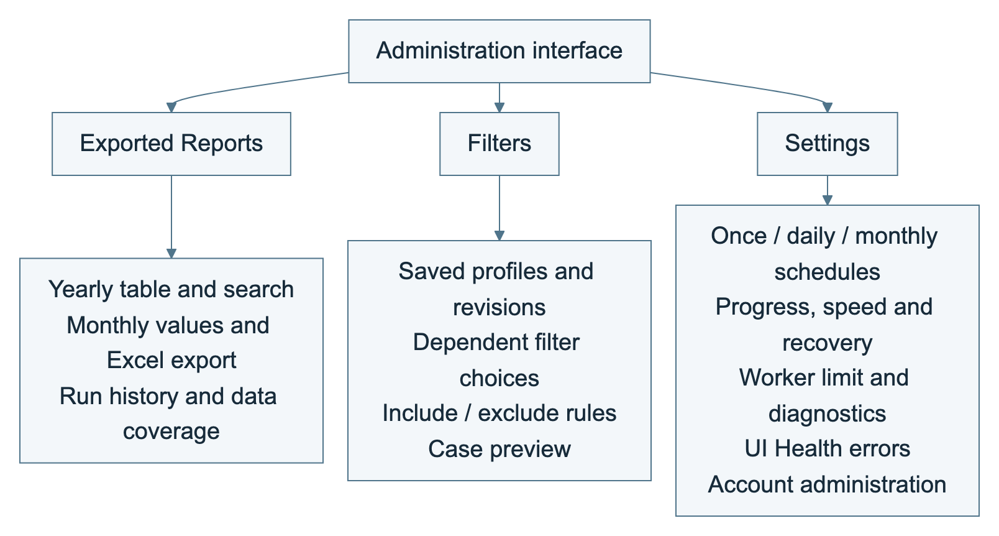 Administration interface
Exported Reports
Filters
Settings
Yearly table and search
Monthly values and
Excel export
Run history and data
coverage
Saved profiles and
revisions
Dependent filter
choices
Include / exclude rules
Case preview
Once / daily / monthly
schedules
Progress, speed and
recovery
Worker limit and
diagnostics
UI Health errors
Account administration